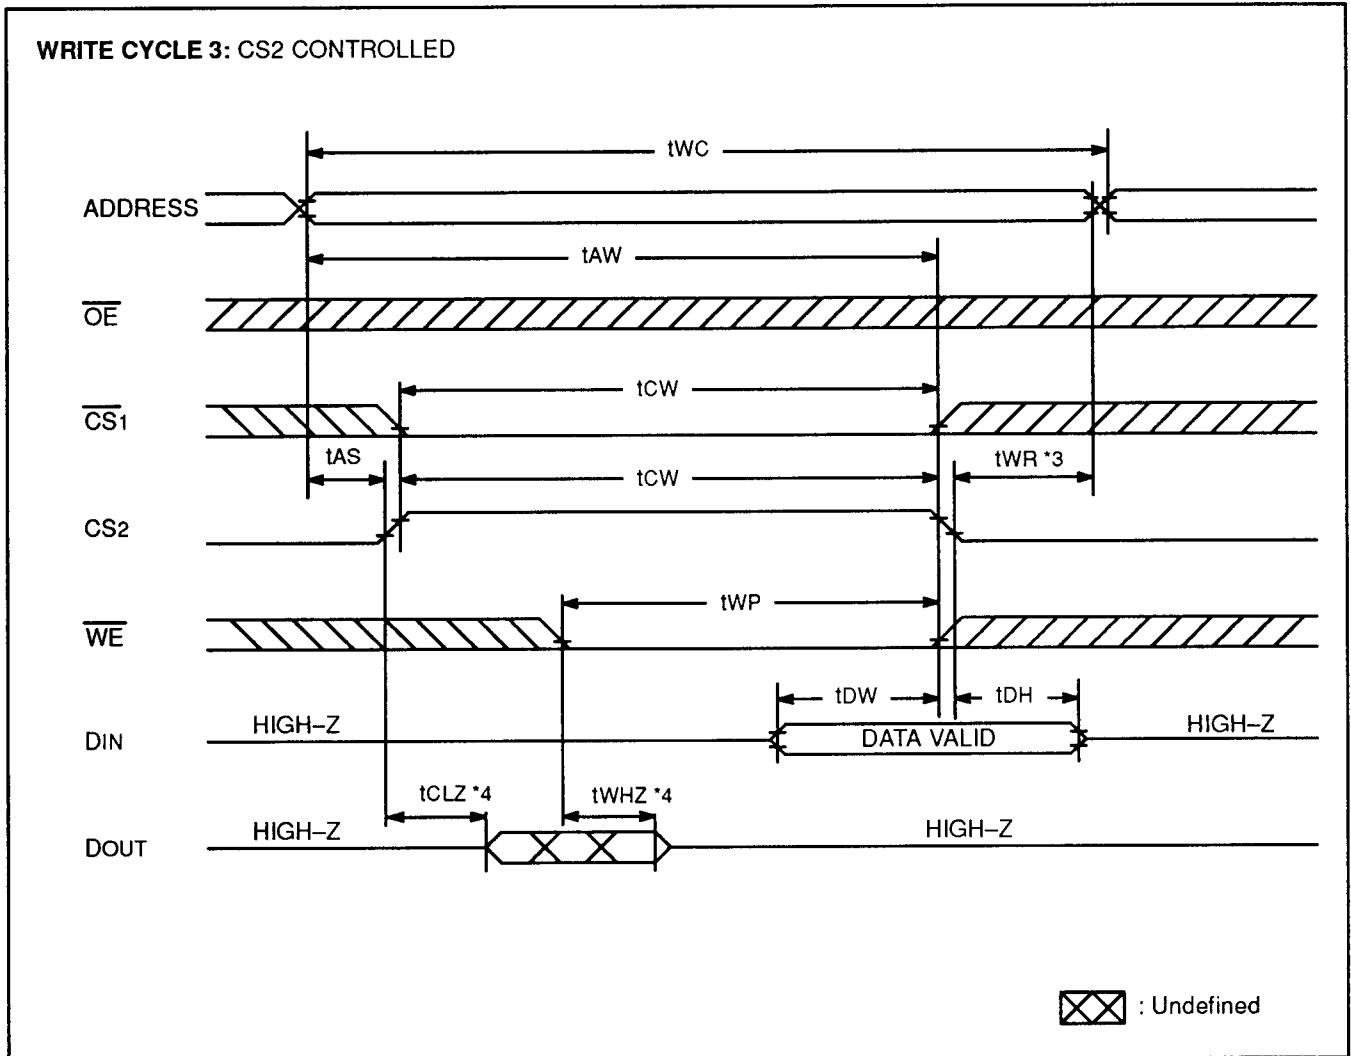 WRITE CYCLE 3: CS2 CONTROLLED
tWC
ADDRESS
tAW
OE
tCW
CS1
tAS
tCW
tWR *3
CS2
tWP
WE
tDW
tDH
DIN
HIGH–Z
DATA VALID
HIGH–Z
tCLZ *4
tWHZ *4
DOUT
HIGH–Z
HIGH–Z
: Undefined